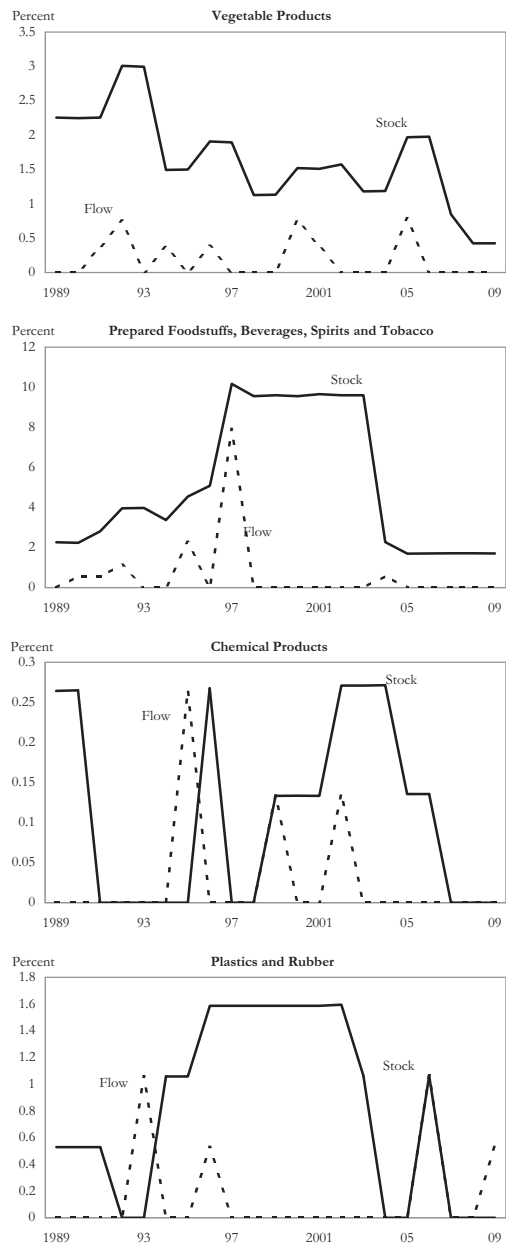 Percent Vegetable Products
3.5
3
2.5
2
1.5
1
0.5
0
Stock
Flow
1989 93 97 2001 05 09
Percent Prepared Foodstuffs, Beverages, Spirits and Tobacco
12
10
8
6
4
2
0
Stock
Flow
1989 93 97 2001 05 09
Percent Chemical Products
0.3
0.25
0.2
0.15
0.1
0.05
0
Stock
Flow
1989 93 97 2001 05 09
Percent Plastics and Rubber
1.8
1.6
1.4
1.2
1
0.8
0.6
0.4
0.2
0
Stock
Flow
1989 93 97 2001 05 09